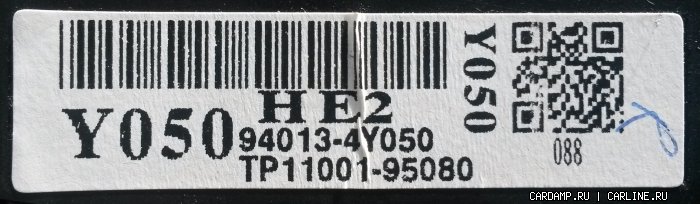 HE2
Y050
94013-4Y050
TP11001-95080
Y050
088
CARDAMP.RU | CARLINE.RU